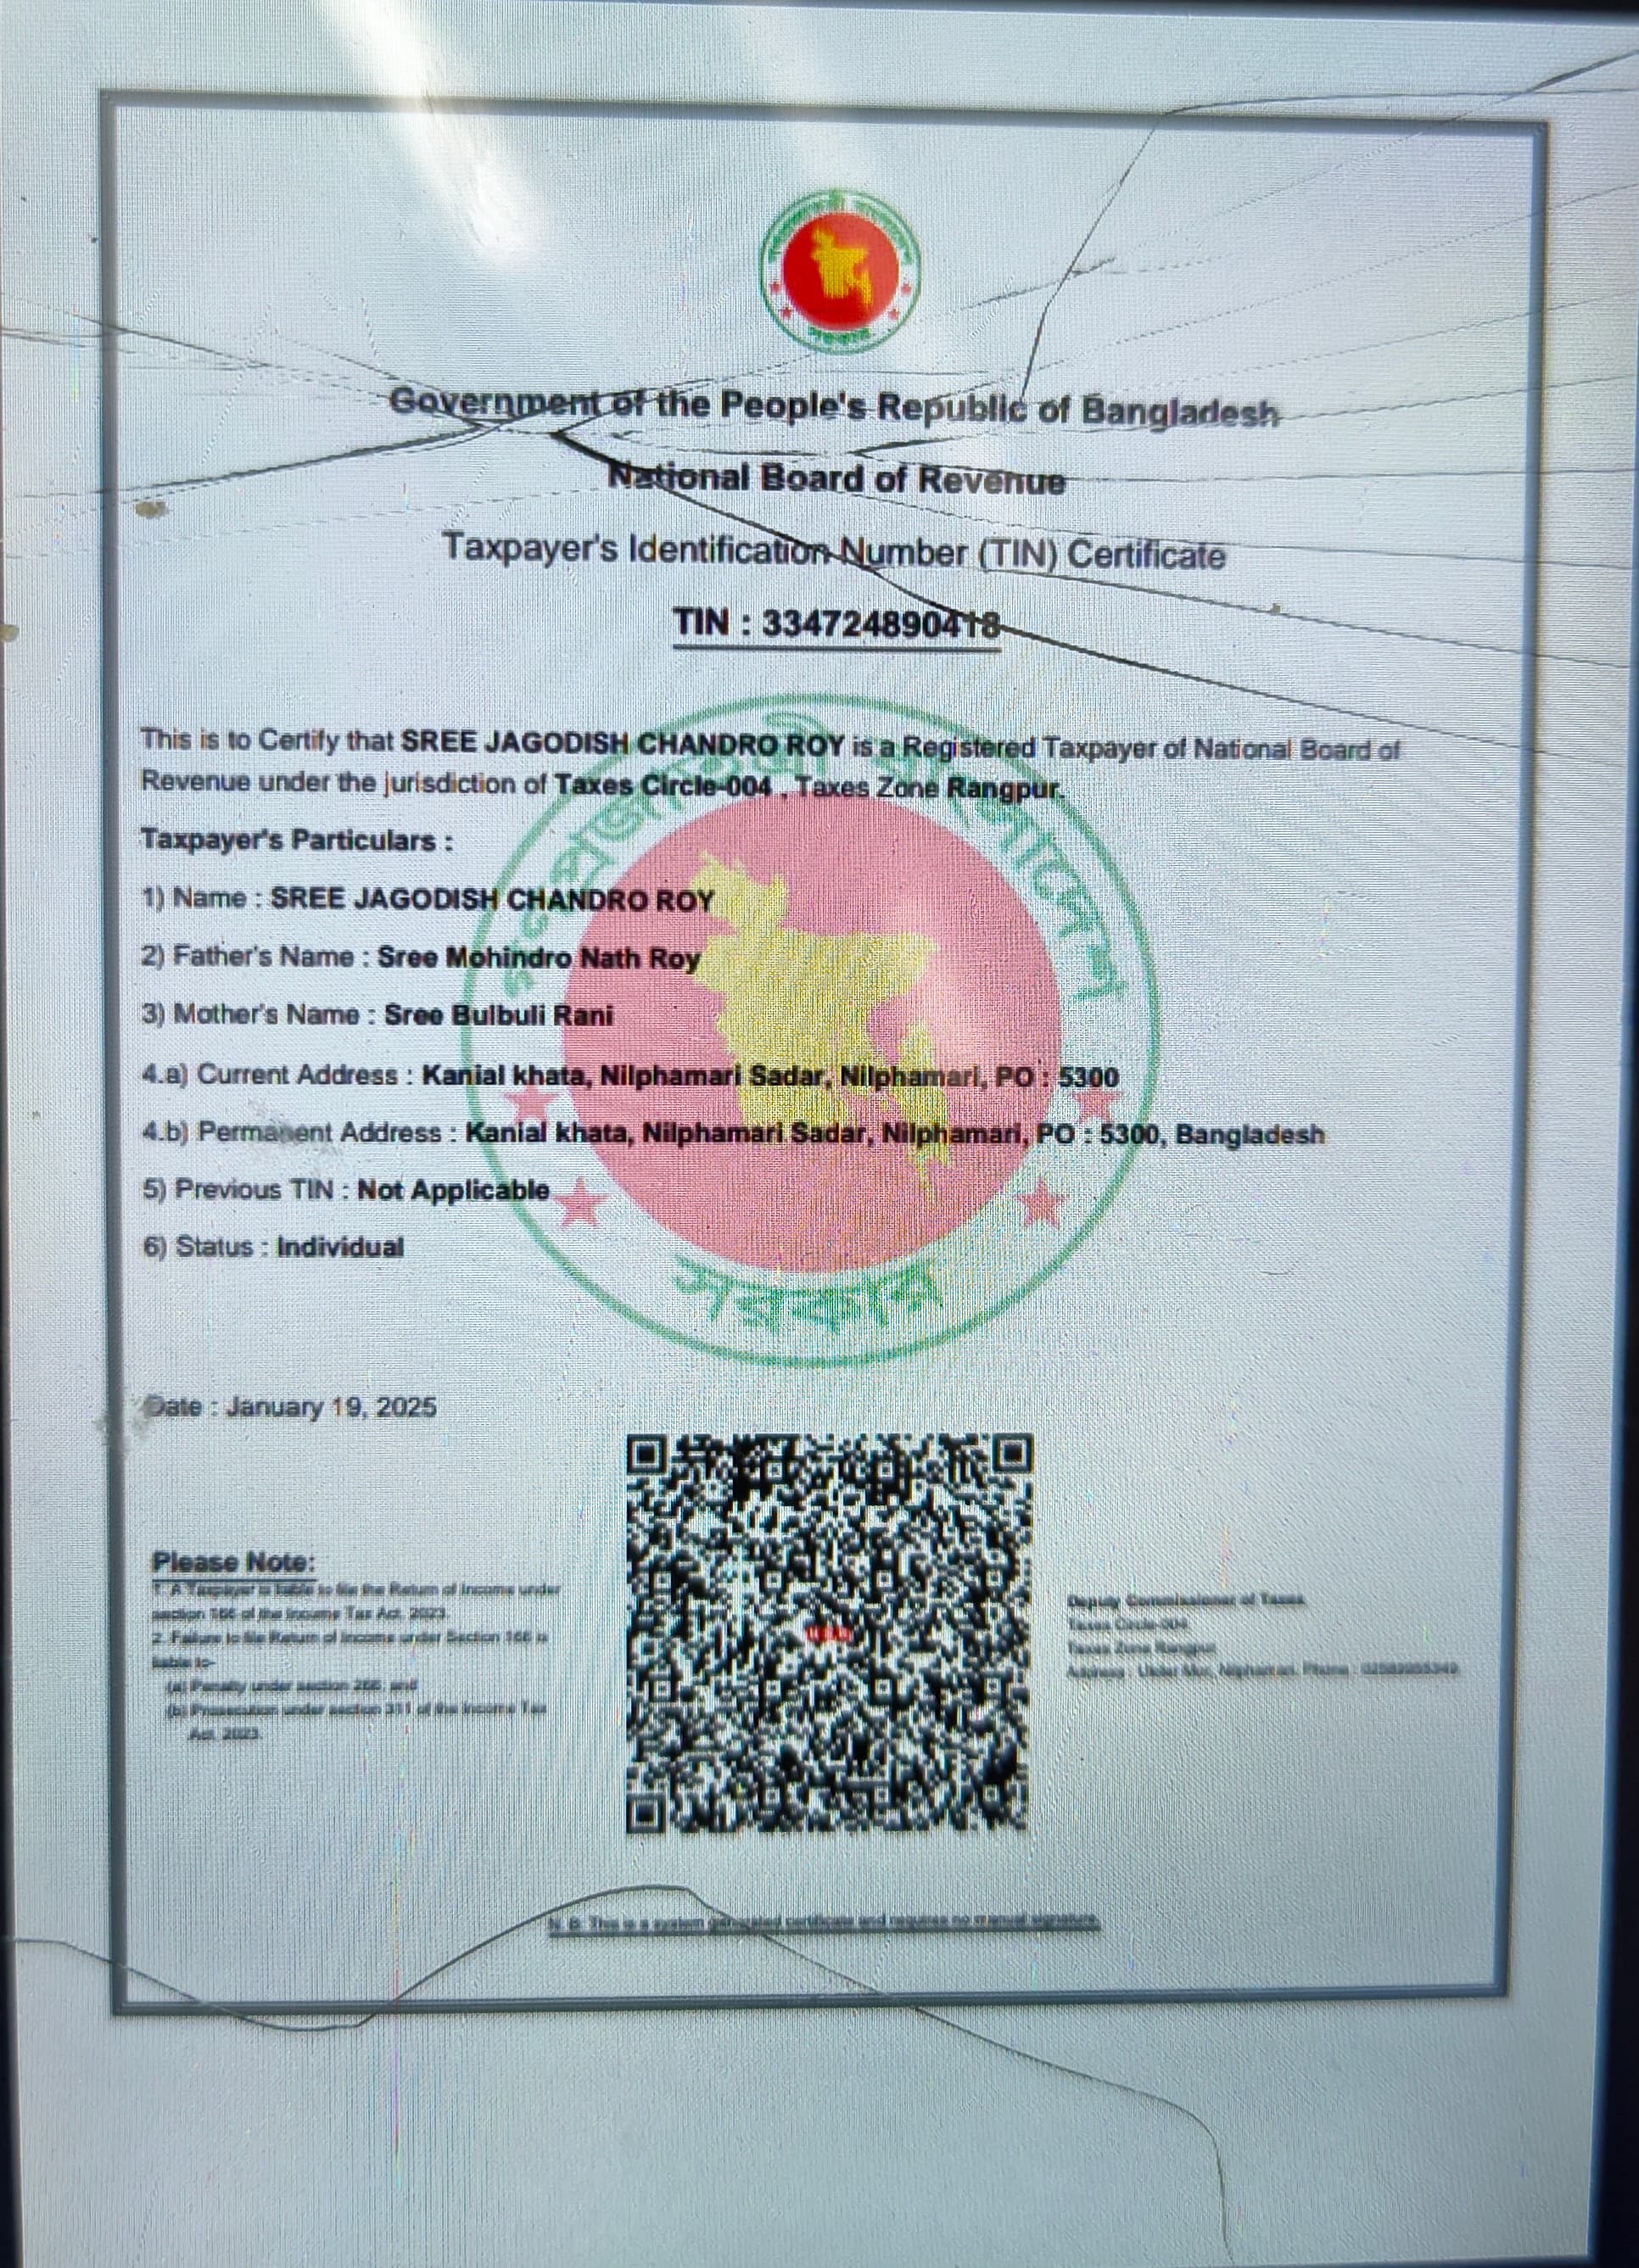 Government of the People's Republic of Bangladesh
National Board of Revenue
Taxpayer's Identification Number (TIN) Certificate
TIN : 334724890418
This is to Certify that SREE JAGODISH CHANDRO ROY is a Registered Taxpayer of National Board of
Revenue under the jurisdiction of Taxes Circle-004 , Taxes Zone Rangpur.
Taxpayer's Particulars :
1) Name : SREE JAGODISH CHANDRO ROY
2) Father's Name : Sree Mohindro Nath Roy
3) Mother's Name : Sree Bulbuli Rani
4.a) Current Address : Kanial khata, Nilphamari Sadar, Nilphamari, PO : 5300
4.b) Permanent Address : Kanial khata, Nilphamari Sadar, Nilphamari, PO : 5300, Bangladesh
5) Previous TIN : Not Applicable
6) Status : Individual
সরকার
Date : January 19, 2025
Please Note:
1. A Taxpayer is liable to file the Return of Income under
section 166 of the Income Tax Act, 2023.
2. Failure to file Return of Income under Section 166 is
liable to-
(a) Penalty under section 266; and
(b) Prosecution under section 311 of the Income Tax
Act, 2023.
Deputy Commissioner of Taxes
Taxes Circle-004
Taxes Zone Rangpur
Address : Mor, Nilphamari. Phone :
N. B: This is a system generated certificate and requires no manual signature.